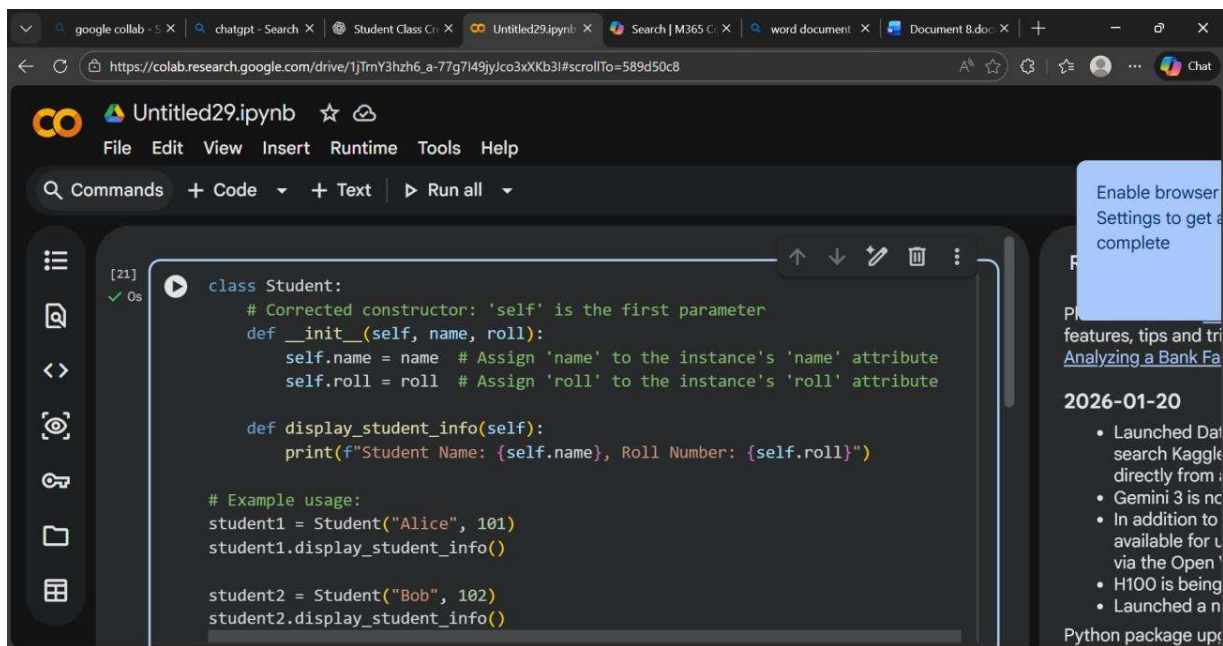 google collab - S
chatgpt - Search
Student Class Cr
Untitled29.ipynb
Search | M365 C
word document
Document 8.doc
https://colab.research.google.com/drive/1jTrnY3hzh6_a-77g7I49jyJco3xXKb3I#scrollTo=589d50c8
Chat
Untitled29.ipynb
File Edit View Insert Runtime Tools Help
Commands + Code + Text Run all
Enable browser
Settings to get a
complete
[21]
0s
class Student:
# Corrected constructor: 'self' is the first parameter
def __init__(self, name, roll):
self.name = name # Assign 'name' to the instance's 'name' attribute
self.roll = roll # Assign 'roll' to the instance's 'roll' attribute
def display_student_info(self):
print(f"Student Name: {self.name}, Roll Number: {self.roll}")
# Example usage:
student1 = Student("Alice", 101)
student1.display_student_info()
student2 = Student("Bob", 102)
student2.display_student_info()
features, tips and tri
Analyzing a Bank Fa
2026-01-20
• Launched Dat
search Kaggle
directly from
• Gemini 3 is no
• In addition to
available for u
via the Open
• H100 is being
• Launched a n
Python package upg